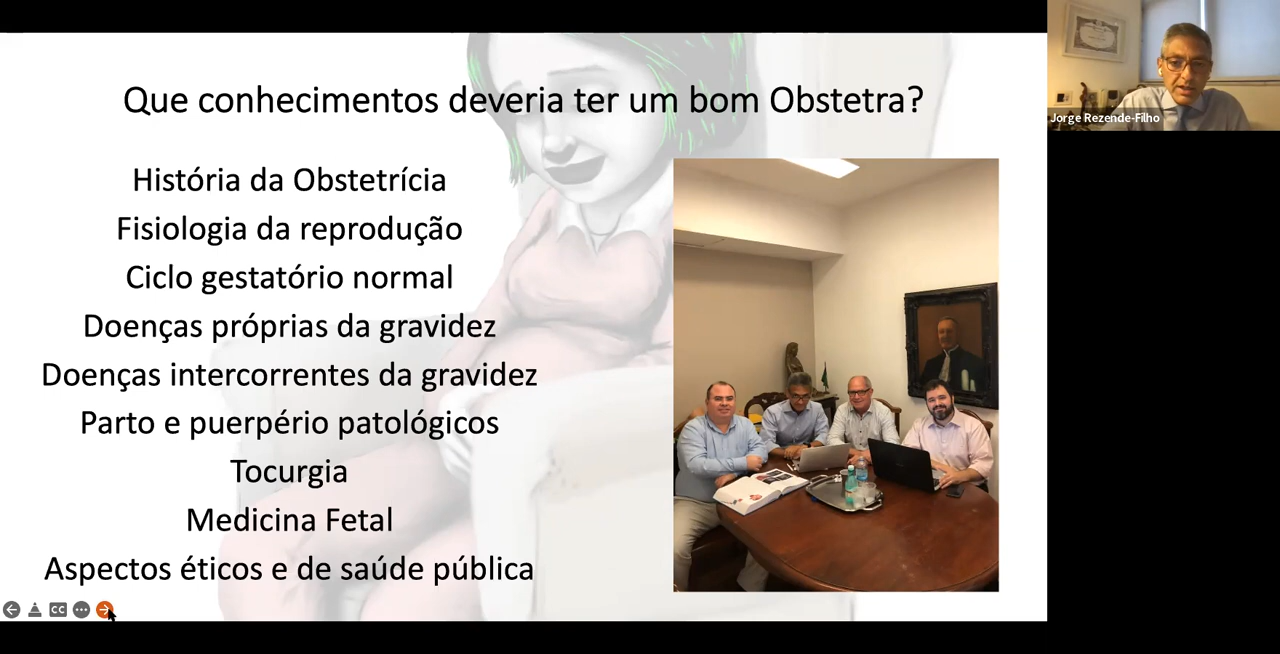 Que conhecimentos deveria ter um bom Obstetra?
História da Obstetrícia
Fisiologia da reprodução
Ciclo gestatório normal
Doenças próprias da gravidez
Doenças intercorrentes da gravidez
Parto e puerpério patológicos
Tocurgia
Medicina Fetal
Aspectos éticos e de saúde pública
CC
Jorge Rezende-Filho